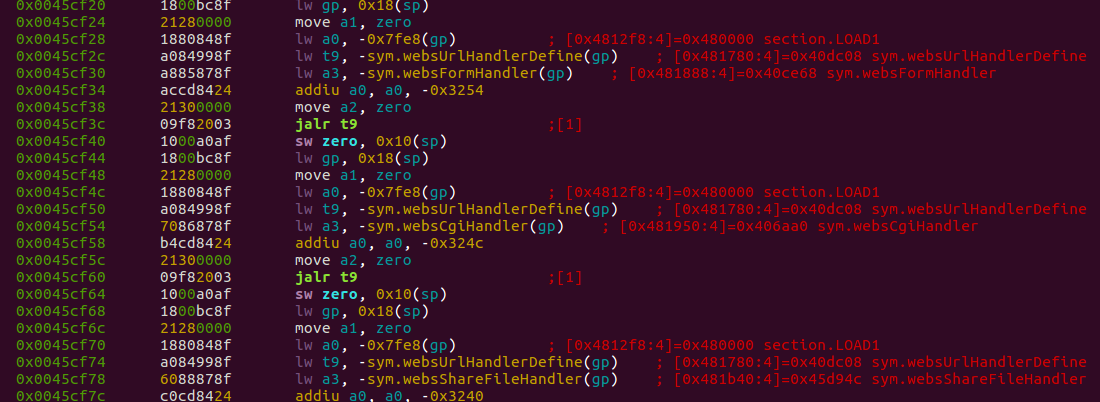 0x0045cf20 1800bc8f lw gp, 0x18(sp)
0x0045cf24 21280000 move a1, zero
0x0045cf28 1880848f lw a0, -0x7fe8(gp) ; [0x4812f8:4]=0x480000 section.LOAD1
0x0045cf2c a084998f lw t9, -sym.websUrlHandlerDefine(gp) ; [0x481780:4]=0x40dc08 sym.websUrlHandlerDefine
0x0045cf30 a885878f lw a3, -sym.websFormHandler(gp) ; [0x481888:4]=0x40ce68 sym.websFormHandler
0x0045cf34 accd8424 addiu a0, a0, -0x3254
0x0045cf38 21300000 move a2, zero
0x0045cf3c 09f82003 jalr t9 ;[1]
0x0045cf40 1000a0af sw zero, 0x10(sp)
0x0045cf44 1800bc8f lw gp, 0x18(sp)
0x0045cf48 21280000 move a1, zero
0x0045cf4c 1880848f lw a0, -0x7fe8(gp) ; [0x4812f8:4]=0x480000 section.LOAD1
0x0045cf50 a084998f lw t9, -sym.websUrlHandlerDefine(gp) ; [0x481780:4]=0x40dc08 sym.websUrlHandlerDefine
0x0045cf54 7086878f lw a3, -sym.websCgiHandler(gp) ; [0x481950:4]=0x406aa0 sym.websCgiHandler
0x0045cf58 b4cd8424 addiu a0, a0, -0x324c
0x0045cf5c 21300000 move a2, zero
0x0045cf60 09f82003 jalr t9 ;[1]
0x0045cf64 1000a0af sw zero, 0x10(sp)
0x0045cf68 1800bc8f lw gp, 0x18(sp)
0x0045cf6c 21280000 move a1, zero
0x0045cf70 1880848f lw a0, -0x7fe8(gp) ; [0x4812f8:4]=0x480000 section.LOAD1
0x0045cf74 a084998f lw t9, -sym.websUrlHandlerDefine(gp) ; [0x481780:4]=0x40dc08 sym.websUrlHandlerDefine
0x0045cf78 6088878f lw a3, -sym.websShareFileHandler(gp) ; [0x481b40:4]=0x45d94c sym.websShareFileHandler
0x0045cf7c c0cd8424 addiu a0, a0, -0x3240